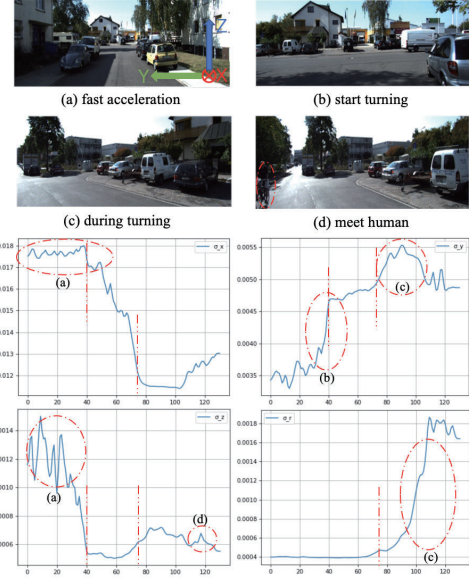 Z
Y
X
(a) fast acceleration
(b) start turning
(c) during turning
(d) meet human
0.018
0.017
0.016
0.015
0.014
0.013
0.012
σ_x
(a)
0 20 40 60 80 100 120
0.0055
0.0050
0.0045
0.0040
0.0035
0.0030
σ_y
(c)
(b)
0 20 40 60 80 100 120
0.0014
0.0012
0.0010
0.0008
0.0006
σ_z
(a)
(d)
0 20 40 60 80 100 120
0.0018
0.0016
0.0014
0.0012
0.0010
0.0008
0.0006
0.0004
σ_r
(c)
0 20 40 60 80 100 120